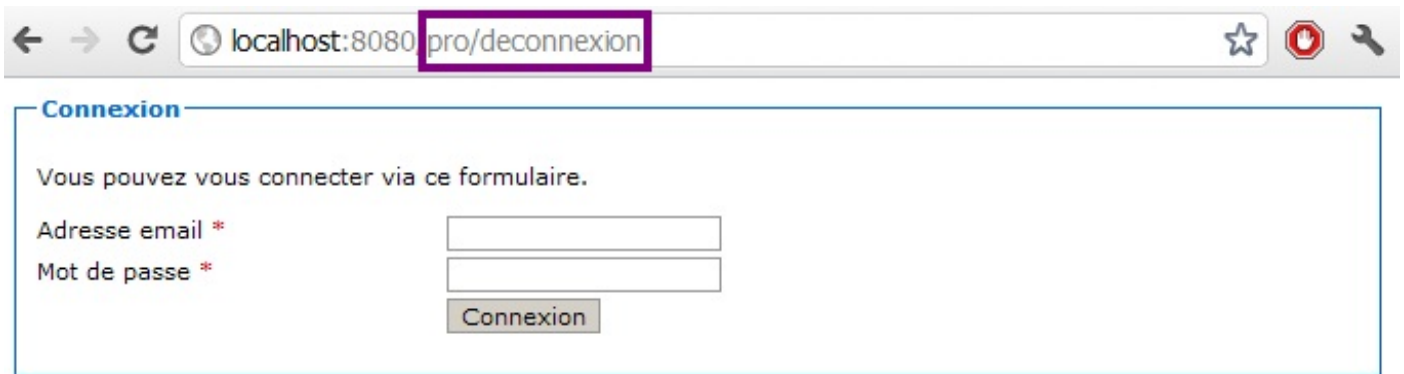 localhost:8080/pro/deconnexion
Connexion
Vous pouvez vous connecter via ce formulaire.
Adresse email *
Mot de passe *
Connexion